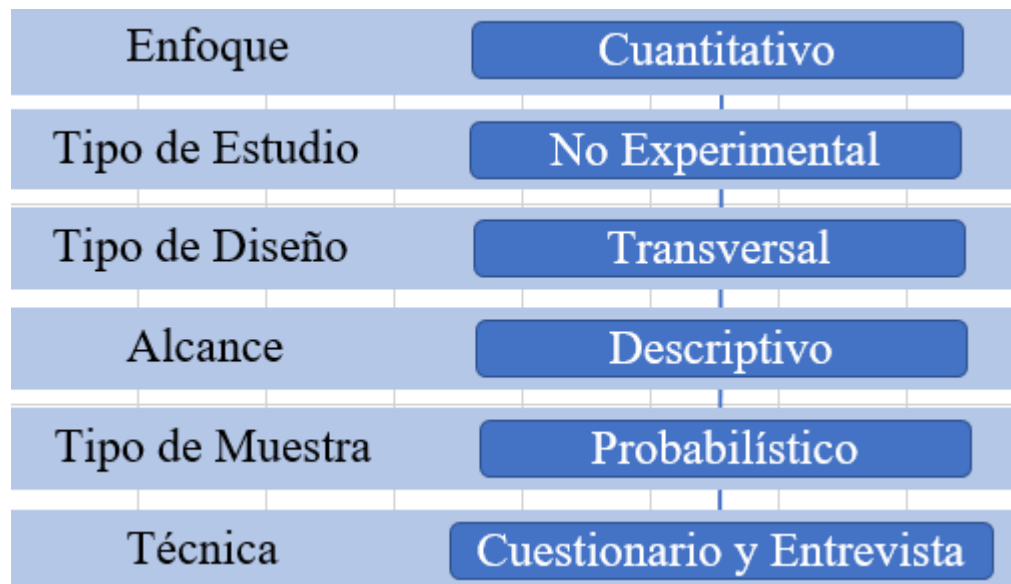 Enfoque Cuantitativo
Tipo de Estudio No Experimental
Tipo de Diseño Transversal
Alcance Descriptivo
Tipo de Muestra Probabilístico
Técnica Cuestionario y Entrevista